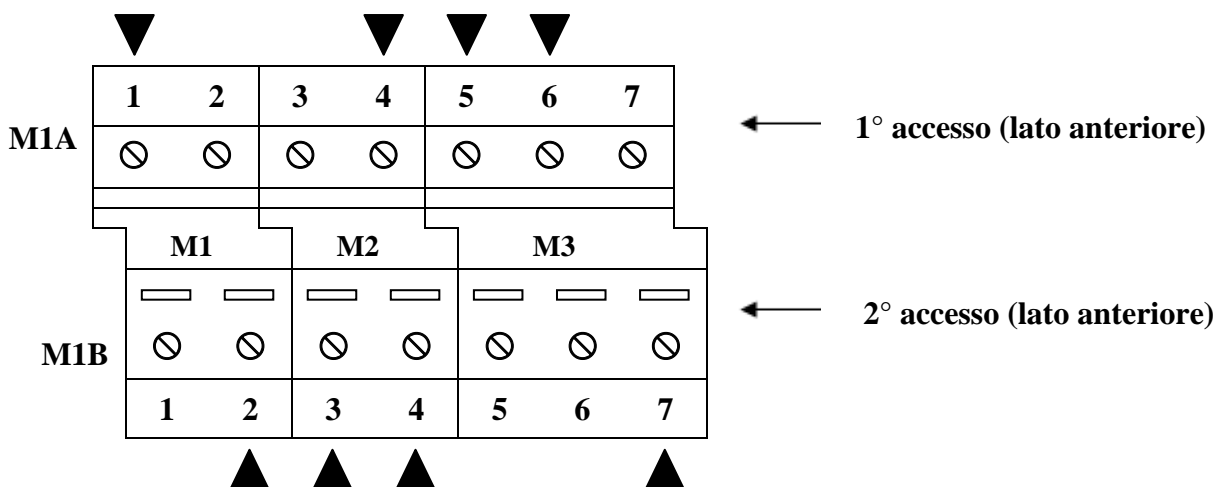 1 2 3 4 5 6 7
M1A
1° accesso (lato anteriore)
M1 M2 M3
2° accesso (lato anteriore)
M1B
1 2 3 4 5 6 7